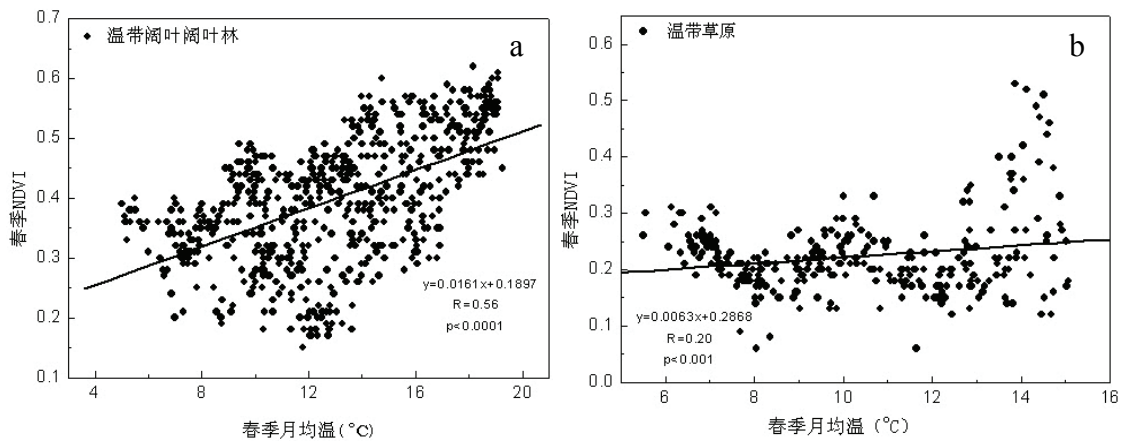 温带阔叶阔叶林
a
0.7
0.6
0.5
0.4
0.3
0.2
0.1
春季NDVI
y=0.0161x+0.1897
R=0.56
p<0.0001
4 8 12 16 20
春季月均温(°C)
温带草原
b
0.6
0.5
0.4
0.3
0.2
0.1
0.0
春季NDVI
y=0.0063x+0.2868
R=0.20
p<0.001
6 8 10 12 14 16
春季月均温 (°C)